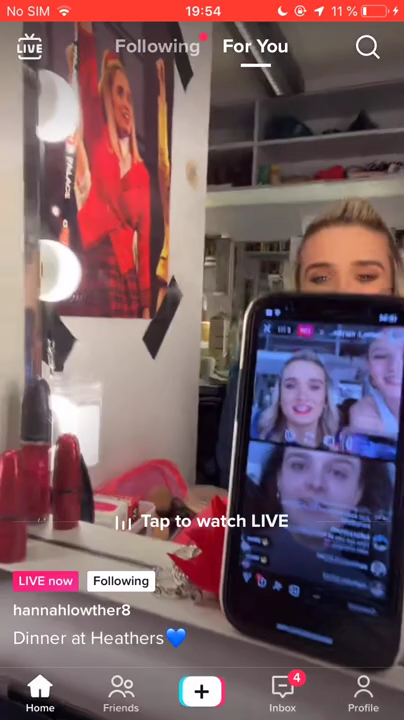 No SIM 19:54 11 %
LIVE Following For You
PALACE
Tap to watch LIVE
LIVE now Following
hannahlowther8
Dinner at Heathers💙
4
Home Friends Inbox Profile